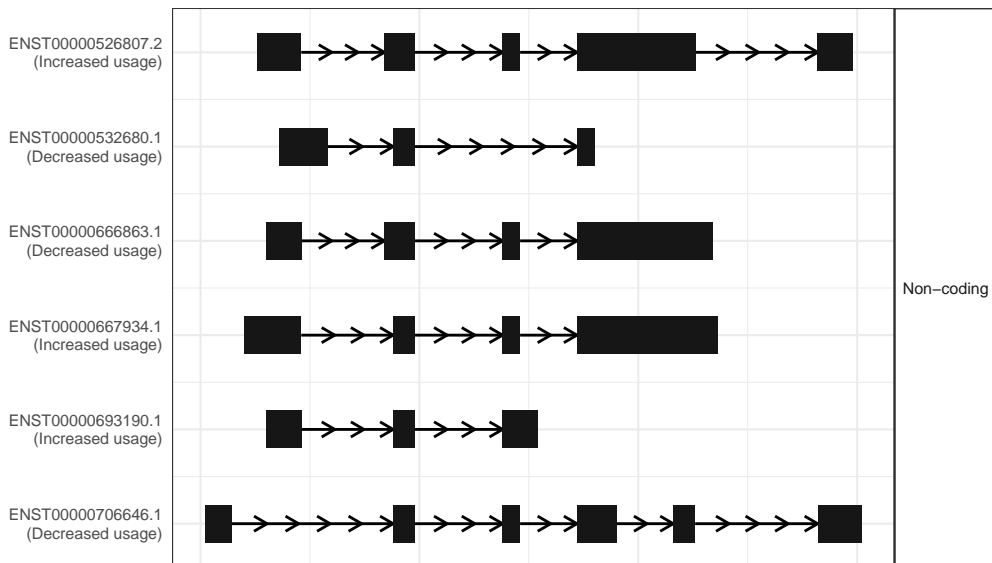 ENST00000526807.2
(Increased usage)
ENST00000532680.1
(Decreased usage)
ENST00000666863.1
(Decreased usage)
Non−coding
ENST00000667934.1
(Increased usage)
ENST00000693190.1
(Increased usage)
ENST00000706646.1
(Decreased usage)